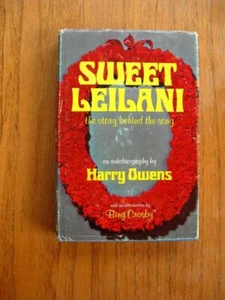 SWEET
LEILANI
the story behind the song
an autobiography by
Harry Owens
with an introduction by
Bing Crosby